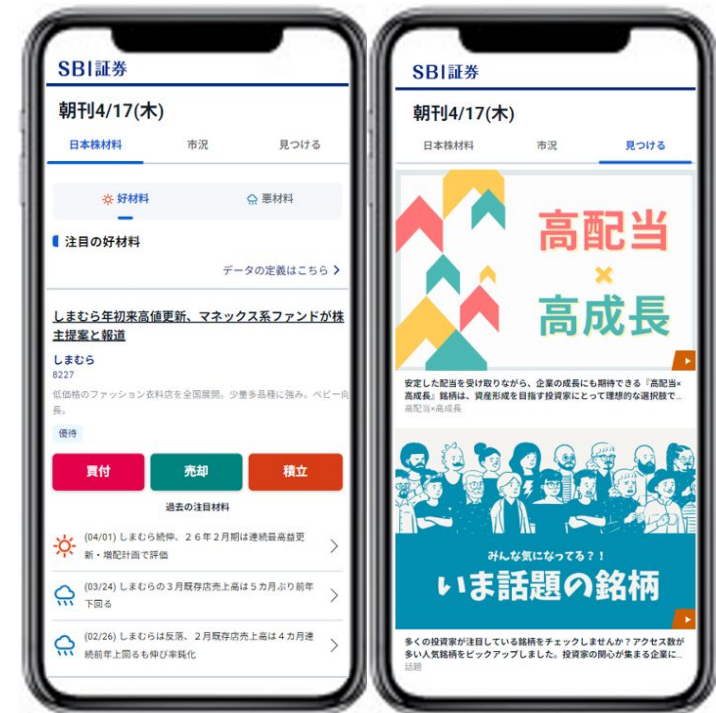 SBI証券
朝刊4/17(木)
日本株材料 市況 見つける
好材料 悪材料
注目の好材料
データの定義はこちら
しまむら年初来高値更新、マネックス系ファンドが株
主提案と報道
しまむら
8227
低価格のファッション衣料店を全国展開。少量多品種に強み。ベビー向
長。
優待
買付 売却 積立
過去の注目材料
(04/01) しまむら続伸、２６年２月期は連続最高益更
新・増配計画で評価
(03/24) しまむらの３月既存店売上高は５カ月ぶり前年
下回る
(02/26) しまむらは反落、２月既存店売上高は４カ月連
続前年上回るも伸び率鈍化
SBI証券
朝刊4/17(木)
日本株材料 市況 見つける
高配当
×
高成長
安定した配当を受け取りながら、企業の成長にも期待できる『高配当×
高成長』銘柄は、資産形成を目指す投資家にとって理想的な選択肢で...
高配当×高成長
みんな気になってる？！
いま話題の銘柄
多くの投資家が注目している銘柄をチェックしませんか？アクセス数が
多い人気銘柄をピックアップしました。投資家の関心が集まる企業に...
話題